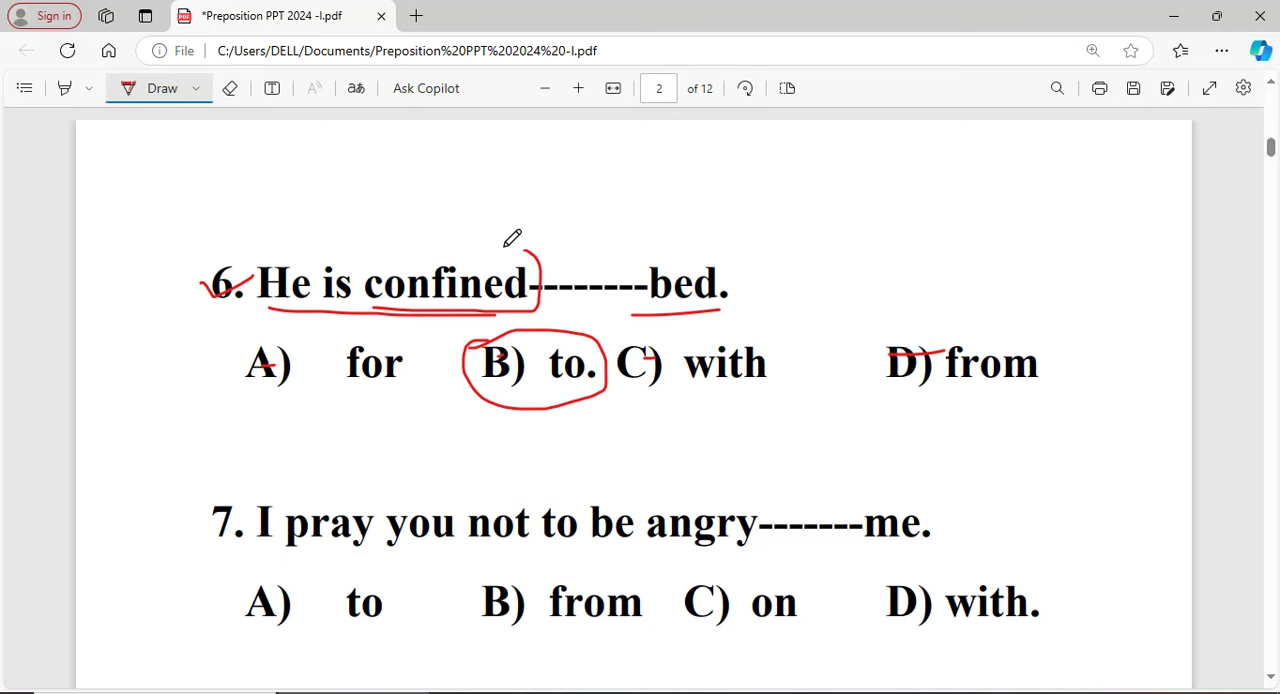 Sign in
*Preposition PPT 2024 -I.pdf
File
C:/Users/DELL/Documents/Preposition%20PPT%202024%20-I.pdf
Draw
Ask Copilot
2 of 12
6. He is confined--------bed.
A) for B) to. C) with D) from
7. I pray you not to be angry-------me.
A) to B) from C) on D) with.